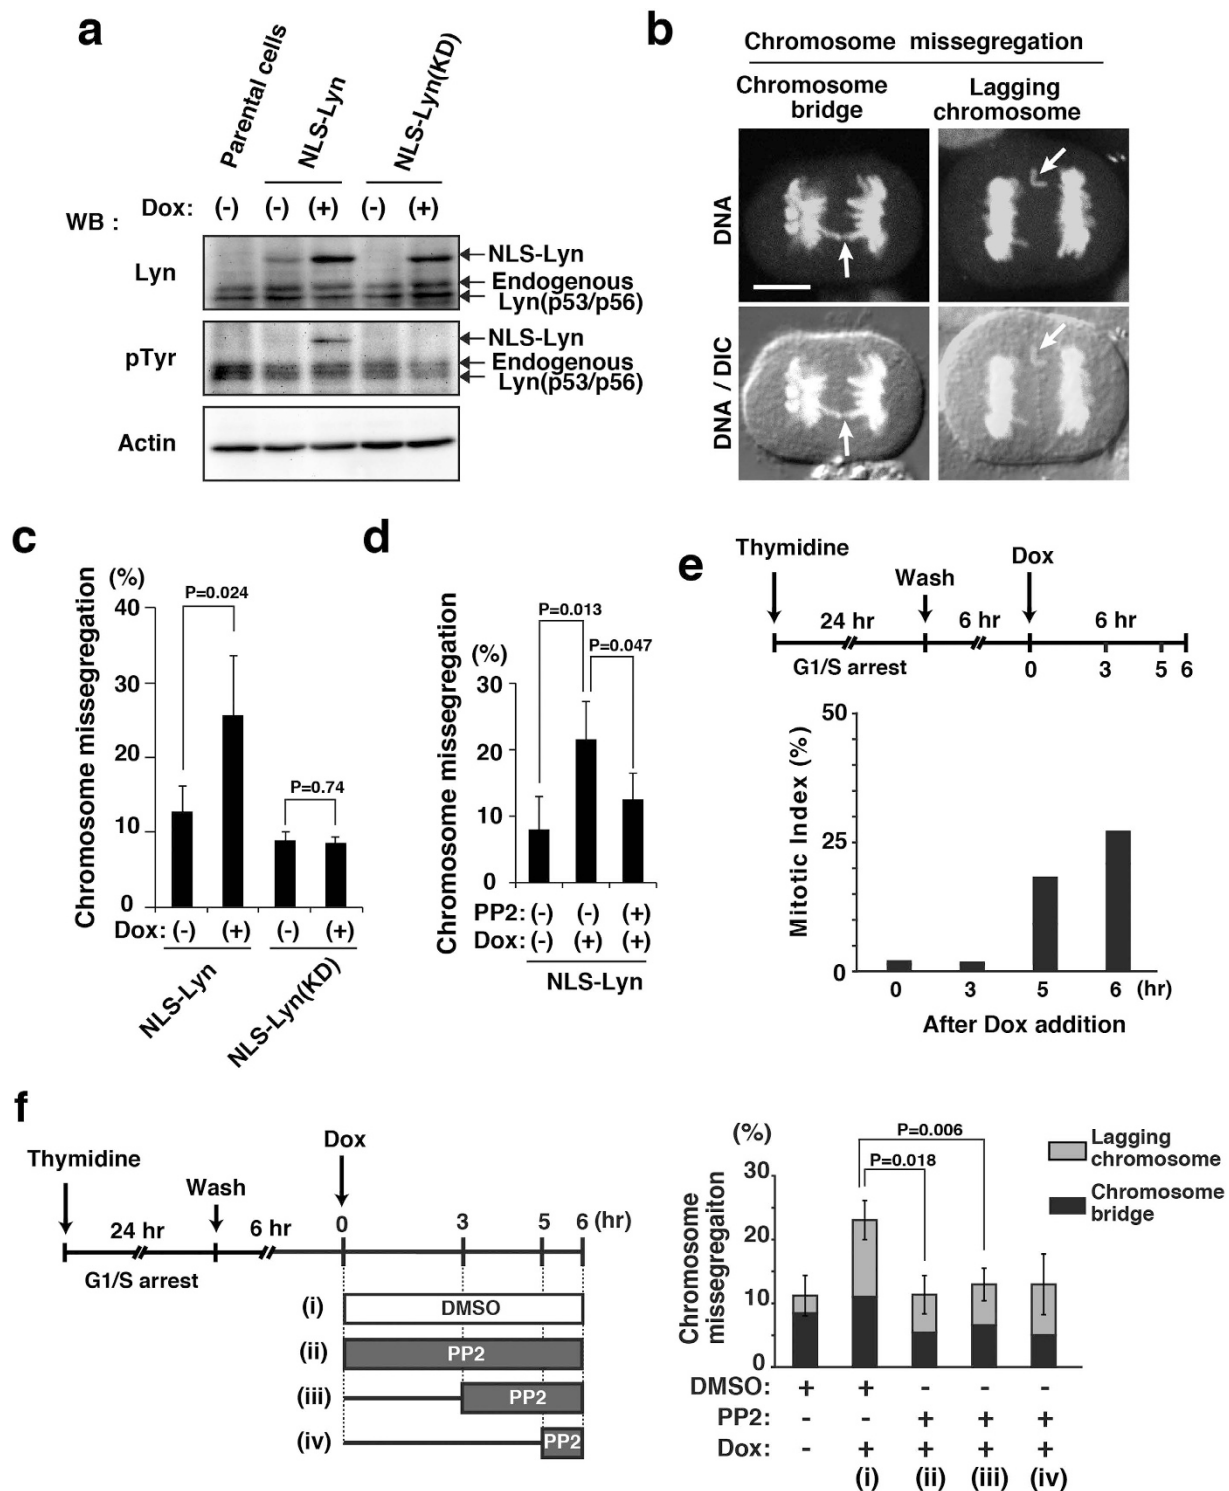 a
Parental cells
NLS-Lyn
NLS-Lyn(KD)
WB :
Dox: (-) (-) (+) (-) (+)
Lyn
NLS-Lyn
Endogenous
Lyn(p53/p56)
pTyr
NLS-Lyn
Endogenous
Lyn(p53/p56)
Actin
b
Chromosome missegregation
Chromosome
bridge
Lagging
chromosome
DNA
DNA / DIC
c
Chromosome missegregation
(%)
40
30
20
10
0
P=0.024
P=0.74
Dox: (-) (+) (-) (+)
NLS-Lyn
NLS-Lyn(KD)
d
Chromosome missegregation
(%)
30
20
10
0
P=0.013
P=0.047
PP2: (-) (-) (+)
Dox: (-) (+) (+)
NLS-Lyn
e
Thymidine
Wash
Dox
24 hr
6 hr
6 hr
G1/S arrest
0 3 5 6
Mitotic Index (%)
50
25
0
0 3 5 6 (hr)
After Dox addition
f
Thymidine
Wash
Dox
24 hr
6 hr
0 3 5 6 (hr)
G1/S arrest
(i) DMSO
(ii) PP2
(iii) PP2
(iv) PP2
Chromosome
missegregaiton
(%)
30
20
10
0
P=0.006
P=0.018
Lagging
chromosome
Chromosome
bridge
DMSO: + + - - -
PP2: - - + + +
Dox: - + + + +
(i) (ii) (iii) (iv)